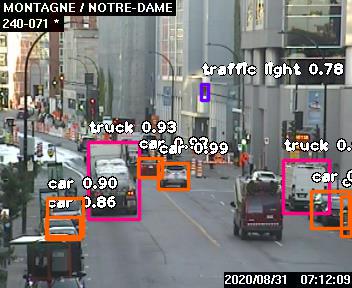 MONTAGNE / NOTRE-DAME
240-071 *
traffic light 0.78
truck 0.93
truck 0.
car 0.99
car 0.90
car 0.86
2020/08/31 07:12:09